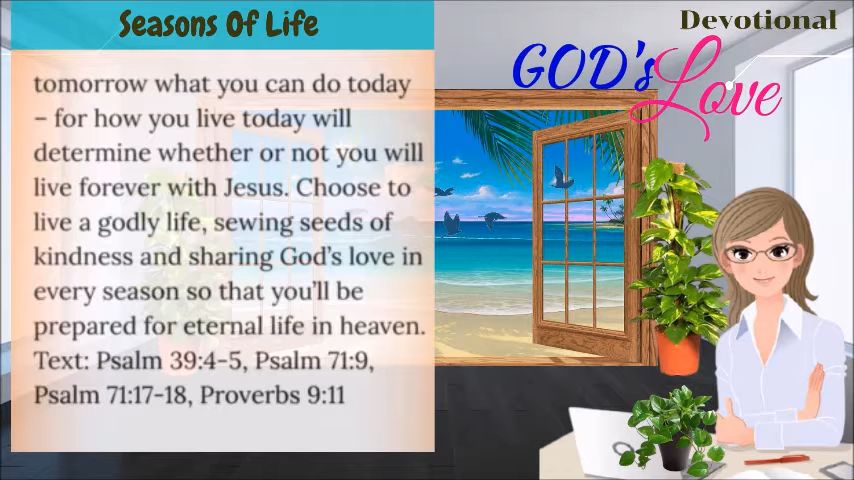 Seasons Of Life
Devotional
GOD's
Love
tomorrow what you can do today
– for how you live today will
determine whether or not you will
live forever with Jesus. Choose to
live a godly life, sewing seeds of
kindness and sharing God's love in
every season so that you'll be
prepared for eternal life in heaven.
Text: Psalm 39:4-5, Psalm 71:9,
Psalm 71:17-18, Proverbs 9:11